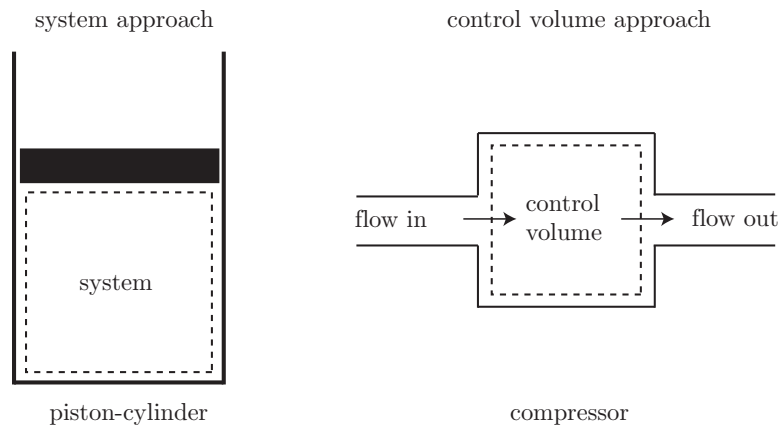 system approach
control volume approach
flow in
control
volume
flow out
system
piston-cylinder
compressor